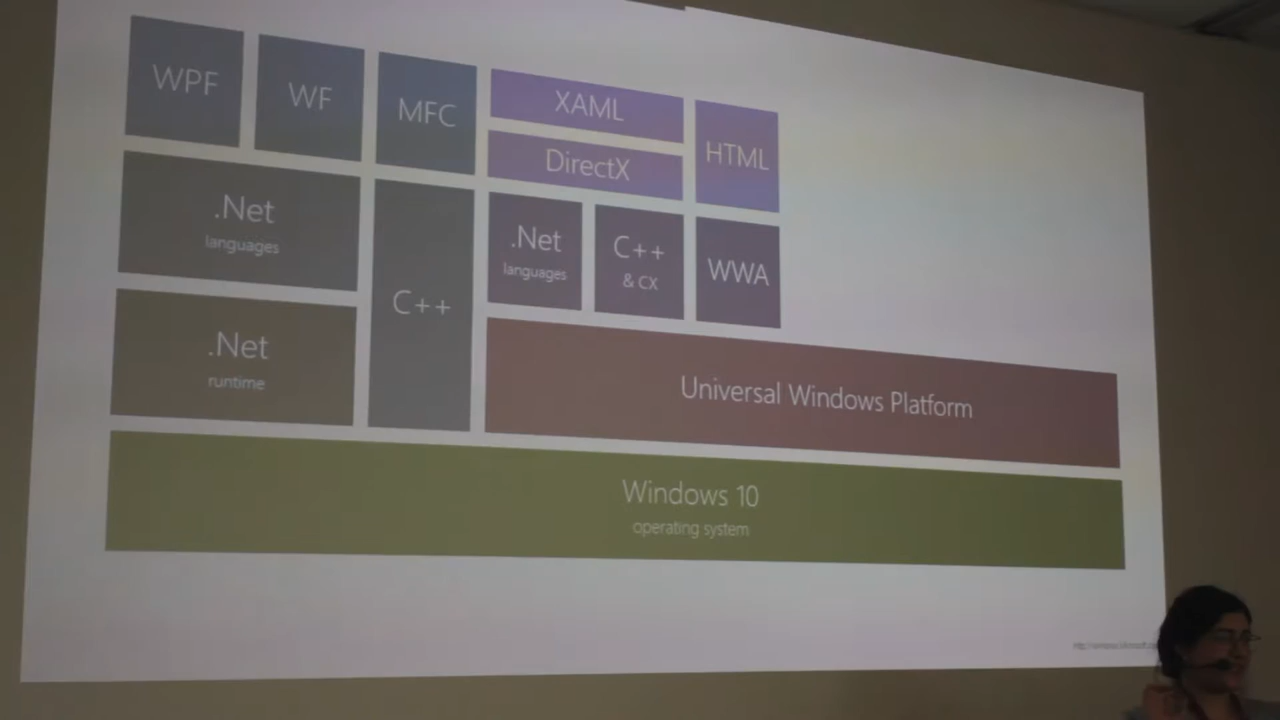 WPF
WF
MFC
XAML
DirectX
HTML
.Net
languages
C++
.Net
languages
C++
& CX
WWA
.Net
runtime
Universal Windows Platform
Windows 10
operating system